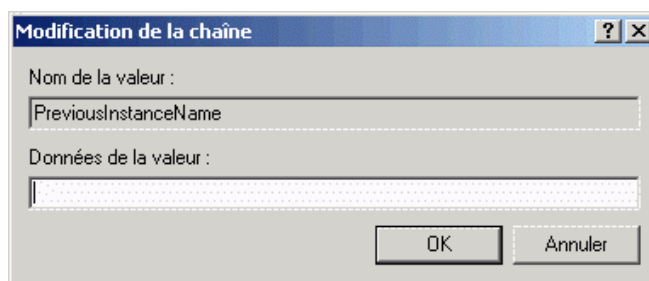 Modification de la chaîne
Nom de la valeur :
PreviousInstanceName
Données de la valeur :
OK Annuler